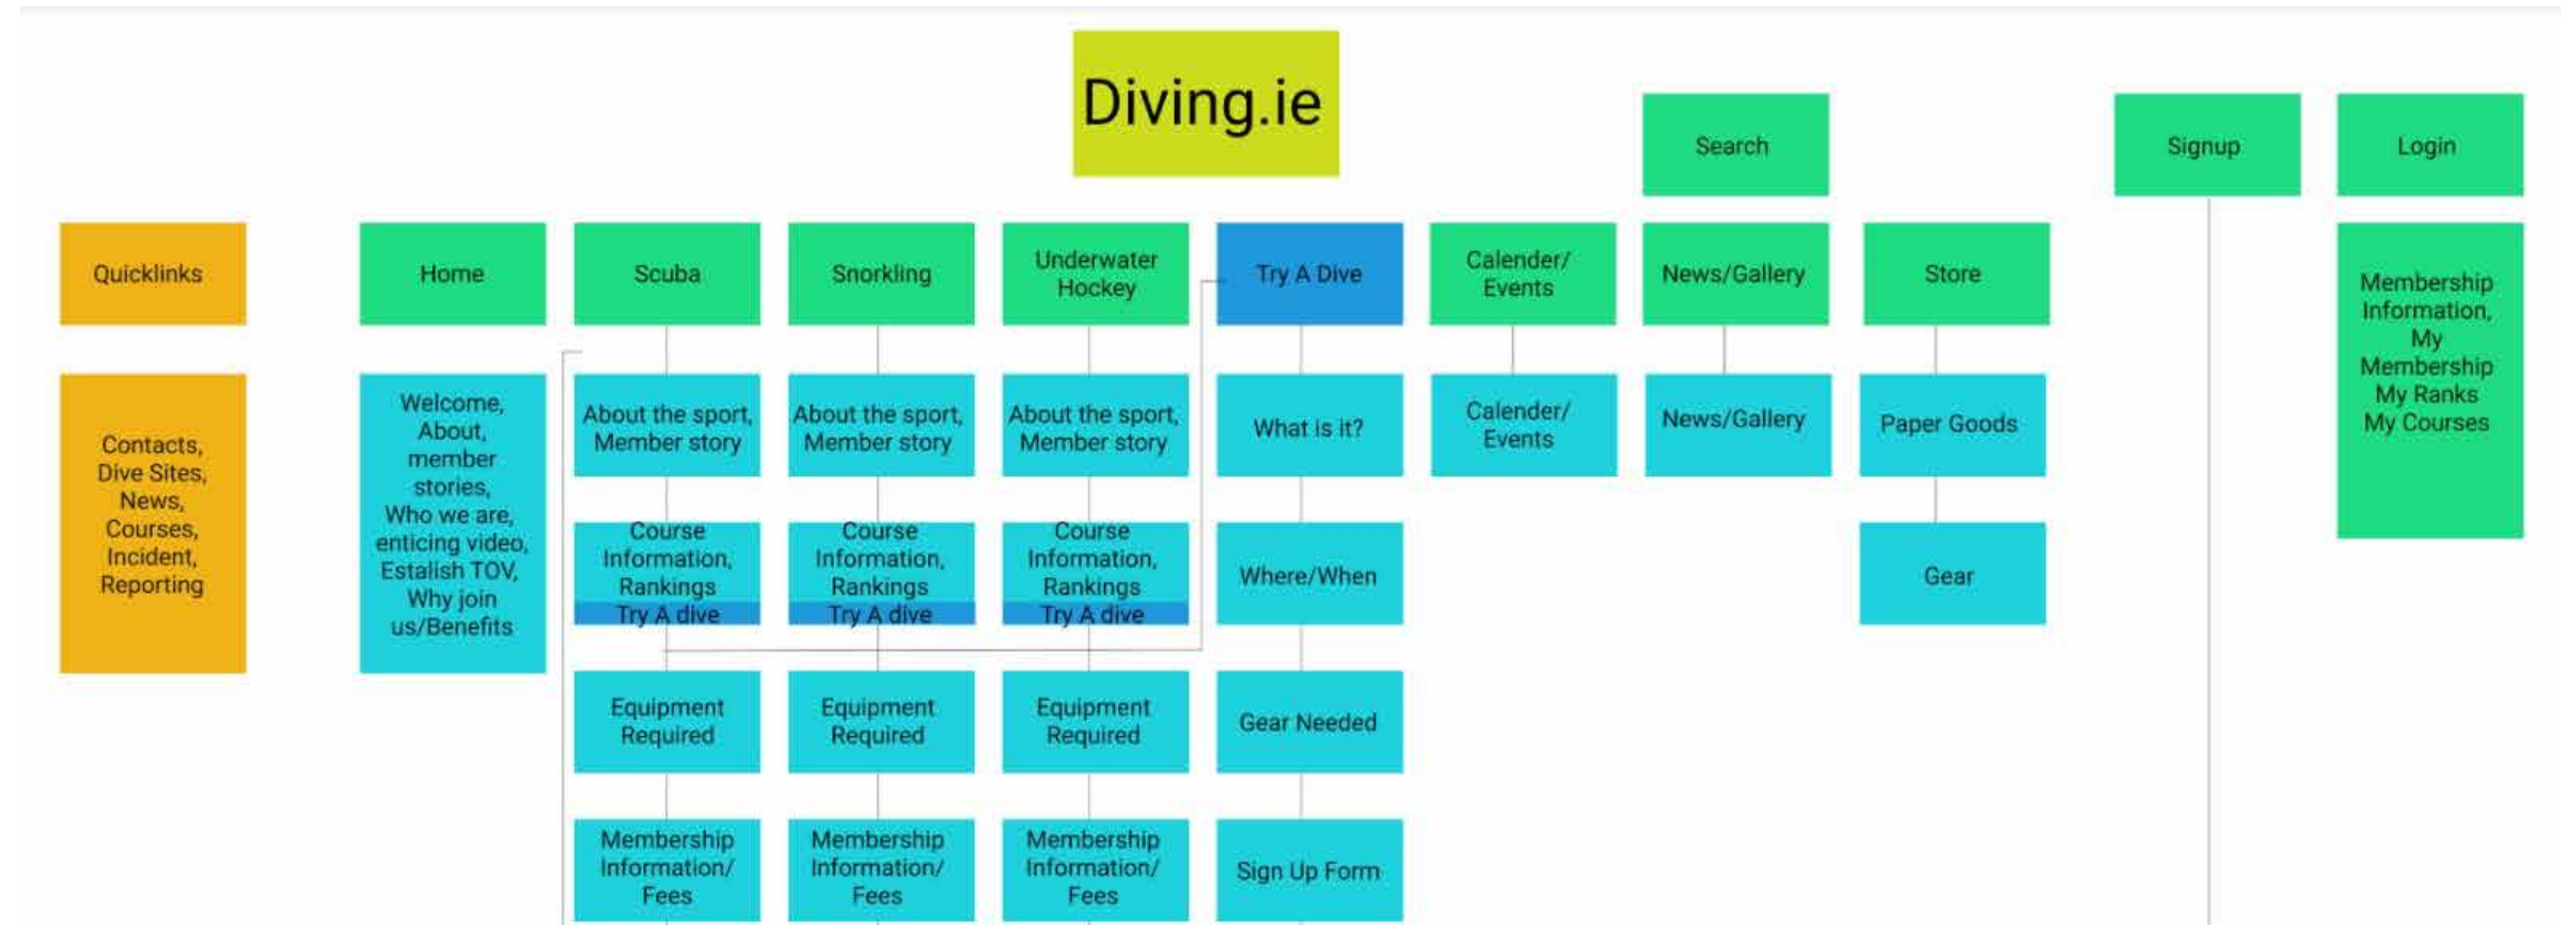 Diving.ie
Search
Signup
Login
Quicklinks
Home
Scuba
Snorkling
Underwater
Hockey
Try A Dive
Calender/
Events
News/Gallery
Store
Membership
Information,
My
Membership
My Ranks
My Courses
Contacts,
Dive Sites,
News,
Courses,
Incident,
Reporting
Welcome,
About,
member
stories,
Who we are,
enticing video,
Estalish TOV,
Why join
us/Benefits
About the sport,
Member story
About the sport,
Member story
About the sport,
Member story
What is it?
Calender/
Events
News/Gallery
Paper Goods
Course
Information,
Rankings
Try A dive
Course
Information,
Rankings
Try A dive
Course
Information,
Rankings
Try A dive
Where/When
Gear
Equipment
Required
Equipment
Required
Equipment
Required
Gear Needed
Membership
Information/
Fees
Membership
Information/
Fees
Membership
Information/
Fees
Sign Up Form